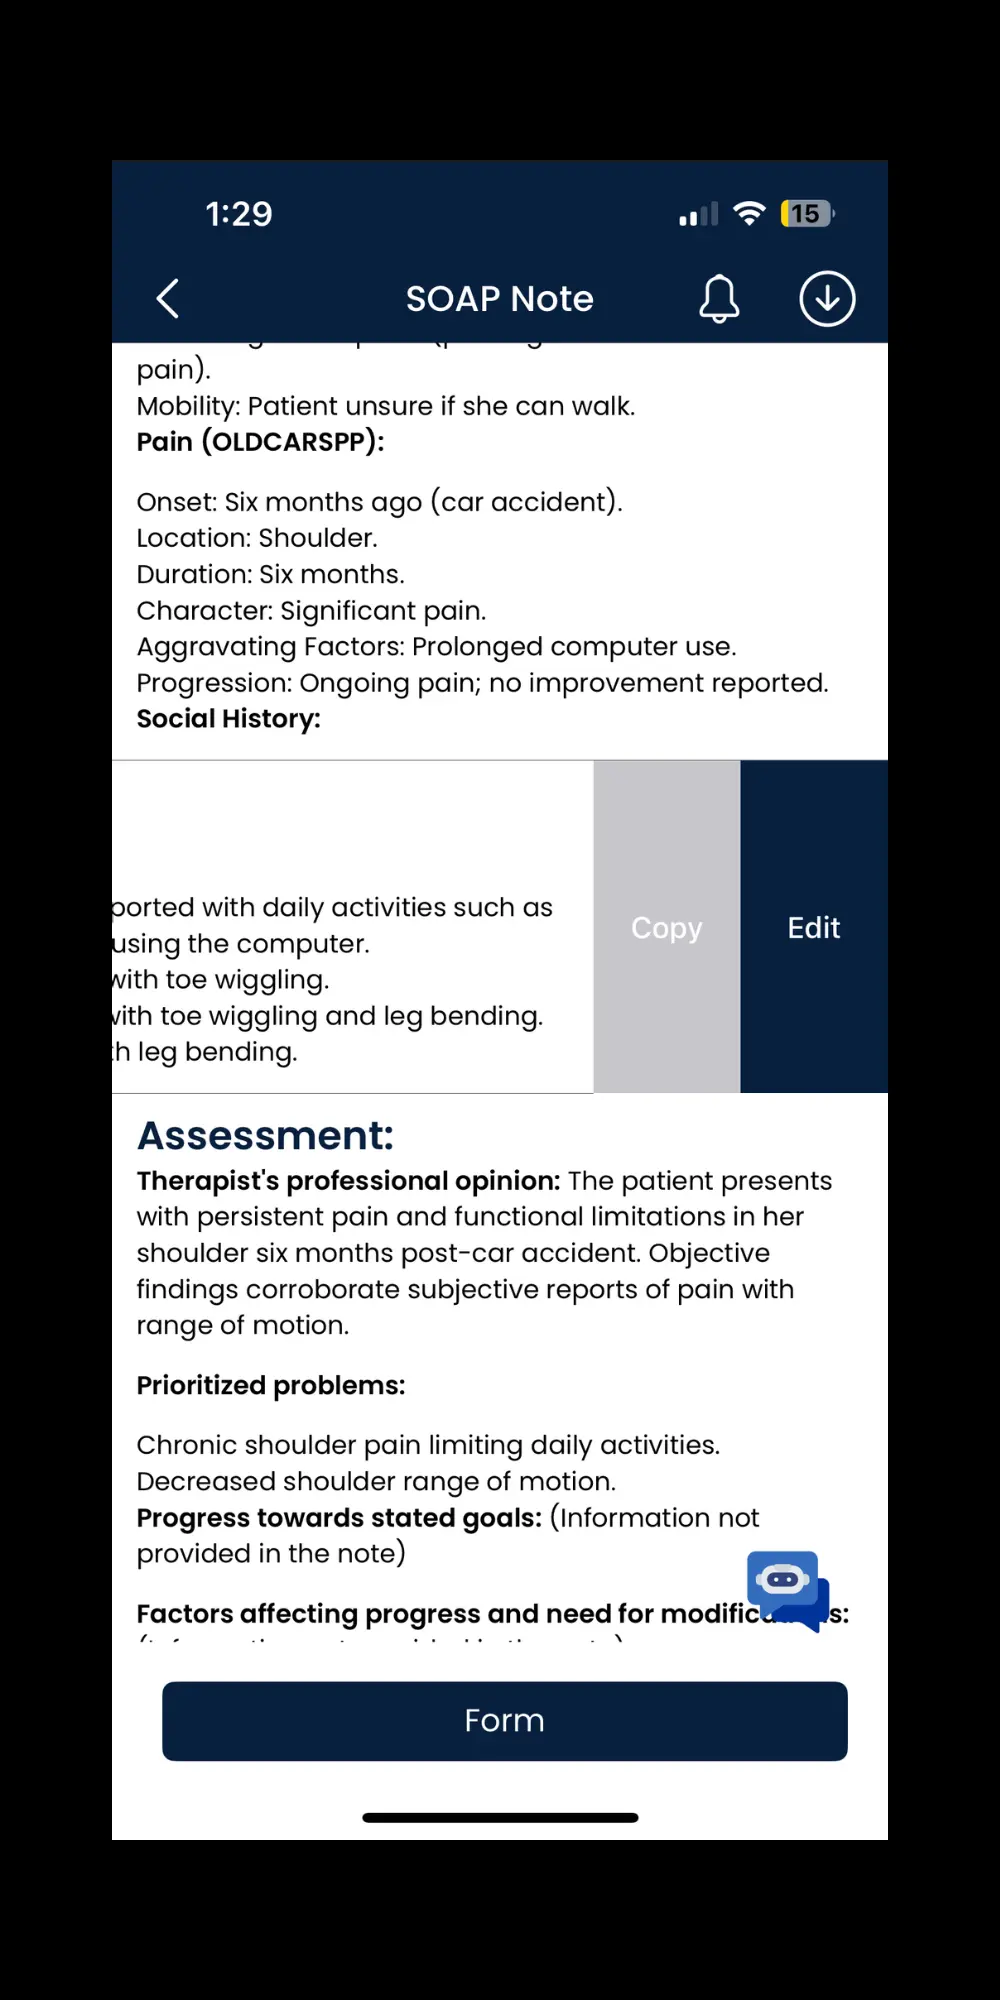 1:29
15
SOAP Note
pain).
Mobility: Patient unsure if she can walk.
Pain (OLDCARSPP):
Onset: Six months ago (car accident).
Location: Shoulder.
Duration: Six months.
Character: Significant pain.
Aggravating Factors: Prolonged computer use.
Progression: Ongoing pain; no improvement reported.
Social History:
ported with daily activities such as
using the computer.
with toe wiggling.
with toe wiggling and leg bending.
th leg bending.
Copy
Edit
Assessment:
Therapist's professional opinion: The patient presents
with persistent pain and functional limitations in her
shoulder six months post-car accident. Objective
findings corroborate subjective reports of pain with
range of motion.
Prioritized problems:
Chronic shoulder pain limiting daily activities.
Decreased shoulder range of motion.
Progress towards stated goals: (Information not
provided in the note)
Factors affecting progress and need for
Form